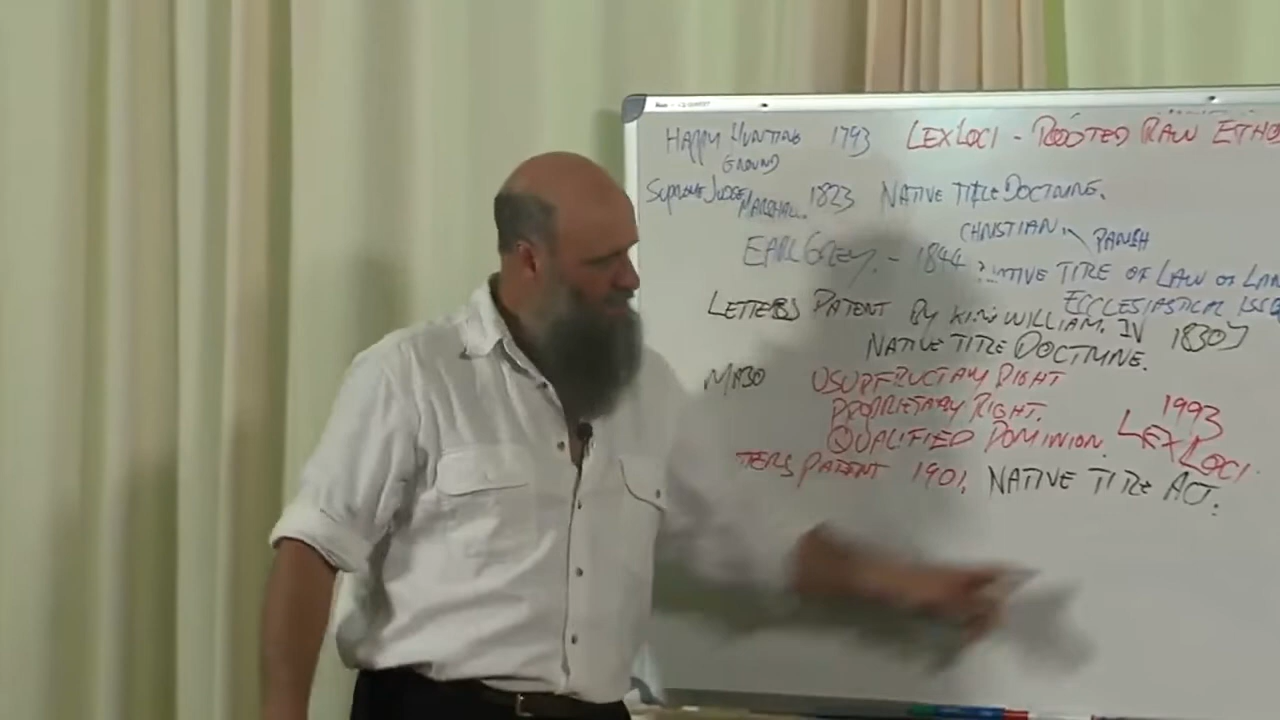 HAPPY HUNTING 1793 LEX LOCI - ROOTED RAW ETHO
GROUND
SUPREME JUDGE MARSHALL. 1823 NATIVE TITLE DOCTRINE.
CHRISTIAN. PARISH
EARL GREY. - 1844 NATIVE TITLE OF LAW OF LAN
ECCLESIASTICAL ISSU
LETTERS PATENT BY KING WILLIAM. IV 1830
NATIVE TITLE DOCTRINE.
MABO USUFRUCTARY RIGHT
PROPRIETARY RIGHT. 1993
QUALIFIED DOMINION. LEX LOCI.
TERS PATENT 1901. NATIVE TITLE ACT.